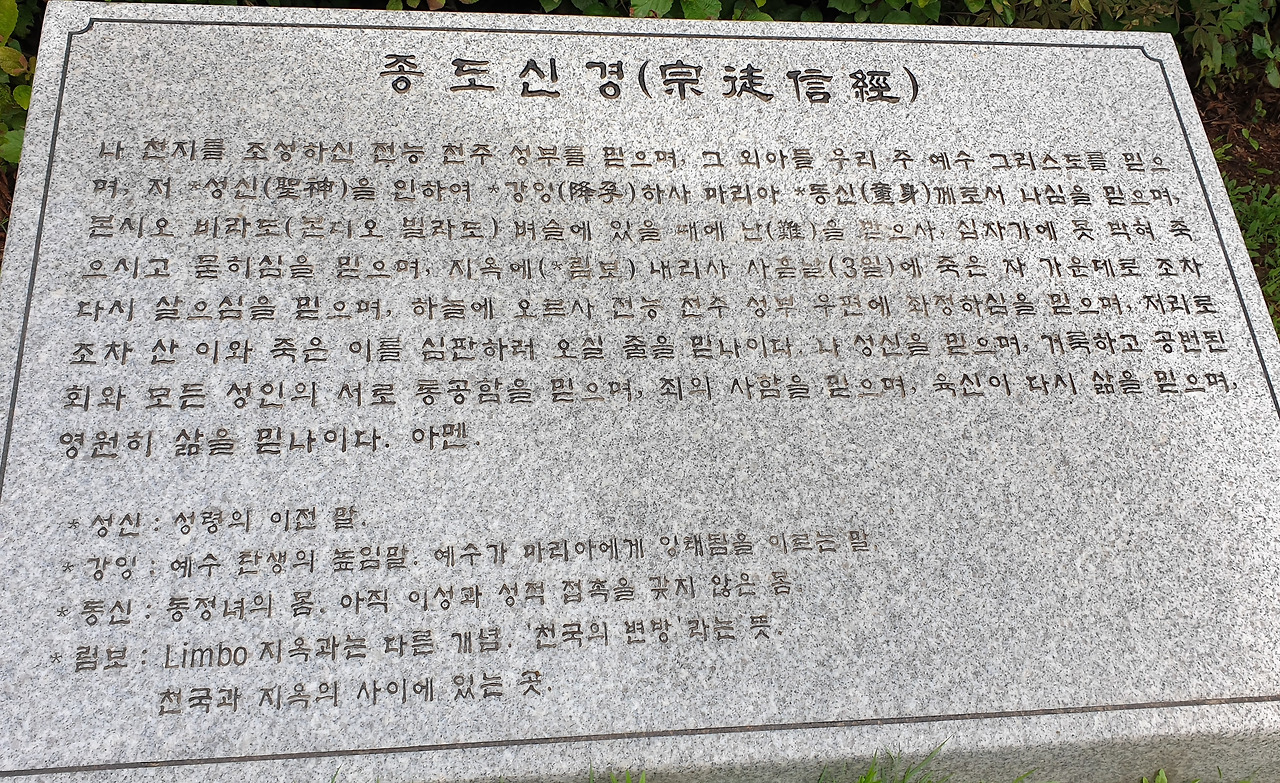 종도신경(宗徒信經)
나 천지를 조성하신 전능 천주 성부를 믿으며, 그 외아들 우리 주 예수 그리스도를 믿으
며, 저 *성신(聖神)을 인하여 *강잉(降孕)하사 마리아 *동신(童身)께로서 나심을 믿으며,
본시오 비라도(본디오 빌라도) 벼슬에 있을 때에 난(難)을 받으사, 십자가에 못 박혀 죽
으시고 묻히심을 믿으며, 지옥에(*림보) 내리사 사흗날(3일)에 죽은 자 가운데로 조차
다시 살으심을 믿으며, 하늘에 오르사 전능 천주 성부 우편에 좌정하심을 믿으며, 저리로
조차 산 이와 죽은 이를 심판하러 오실 줄을 믿나이다. 나 성신을 믿으며, 거룩하고 공번된
회와 모든 성인의 서로 통공함을 믿으며, 죄의 사함을 믿으며, 육신이 다시 삶을 믿으며,
영원히 삶을 믿나이다. 아멘.
* 성신 : 성령의 이전 말.
* 강잉 : 예수 탄생의 높임말. 예수가 마리아에게 잉태됨을 이르는 말.
* 동신 : 동정녀의 몸. 아직 이성과 성적 접촉을 갖지 않은 몸
* 림보 : Limbo 지옥과는 다른 개념. '천국의 변방'라는 뜻.
천국과 지옥의 사이에 있는 곳.